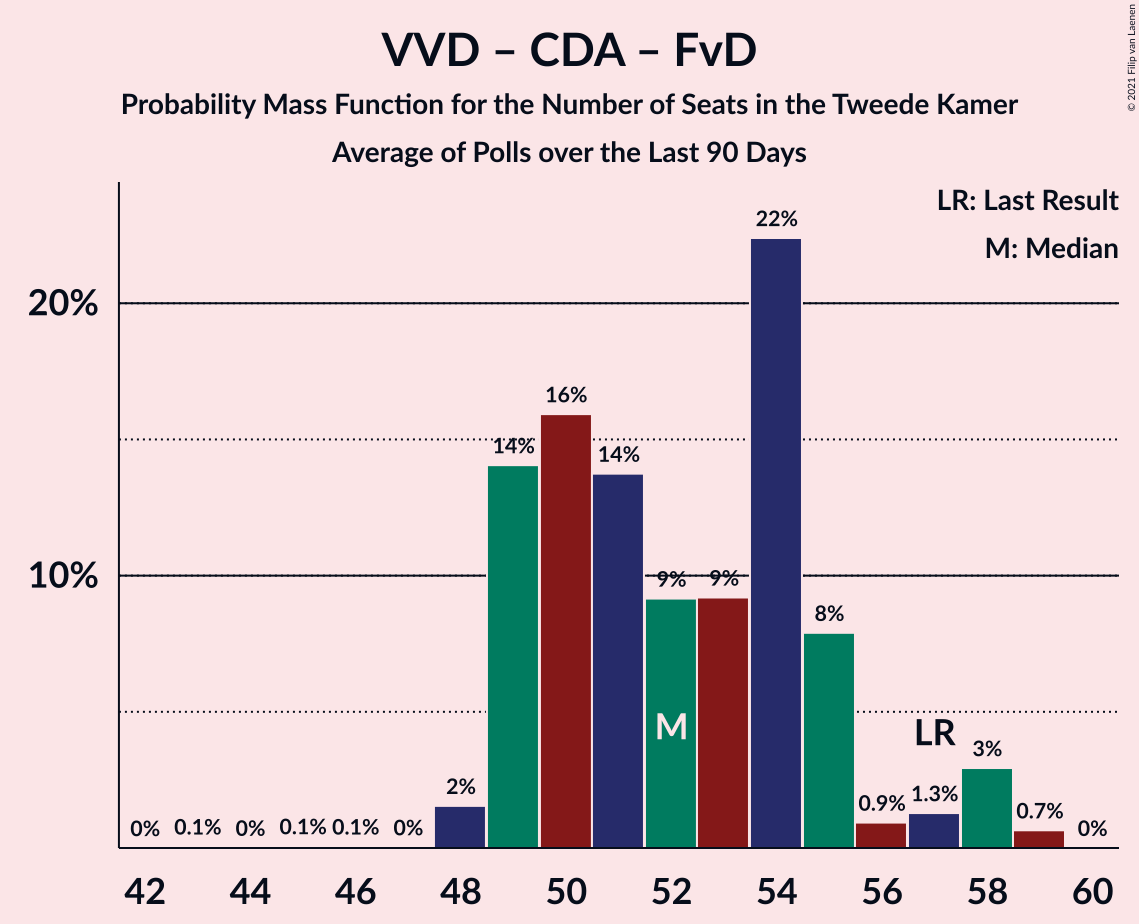 VVD – CDA – FvD
Probability Mass Function for the Number of Seats in the Tweede Kamer
Average of Polls over the Last 90 Days
© 2021 Filip van Laenen
LR: Last Result
M: Median
22%
20%
16%
14%
14%
10%
9%
9%
8%
M
LR
3%
2%
1.3%
0.9%
0.7%
0%
0.1%
0%
0.1%
0.1%
0%
0%
42 44 46 48 50 52 54 56 58 60